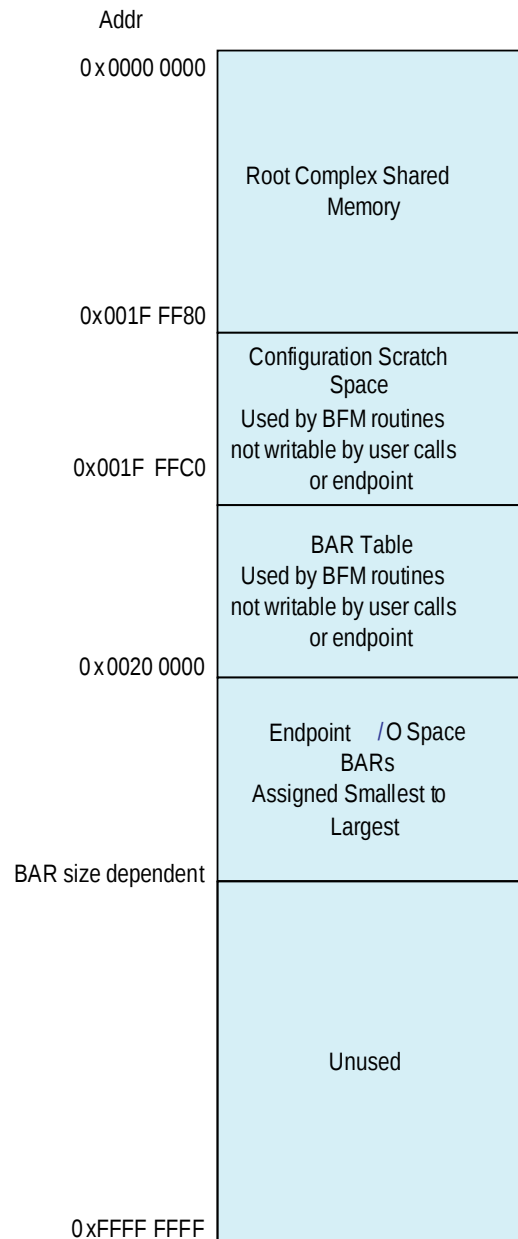 Addr
0x0000 0000
Root Complex Shared
Memory
0x001F FF80
Configuration Scratch
Space
Used by BFM routines
not writable by user calls
or endpoint
0x001F FFC0
BAR Table
Used by BFM routines
not writable by user calls
or endpoint
0x0020 0000
Endpoint /O Space
BARs
Assigned Smallest to
Largest
BAR size dependent
Unused
0xFFFF FFFF